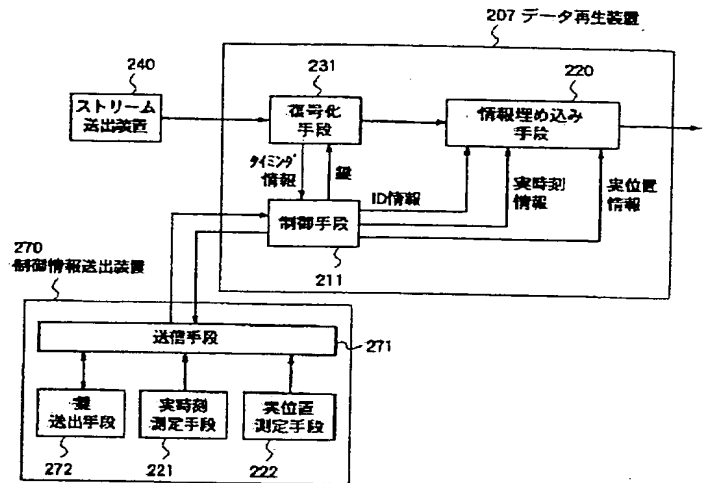 207 データ再生装置
240
231
220
ストリーム
送出装置
復号化
手段
情報埋め込み
手段
タイミング
情報
鍵
ID情報
実時刻
情報
実位置
情報
制御手段
211
270
制御情報送出装置
送信手段
271
鍵
送出手段
実時刻
測定手段
実位置
測定手段
272
221
222